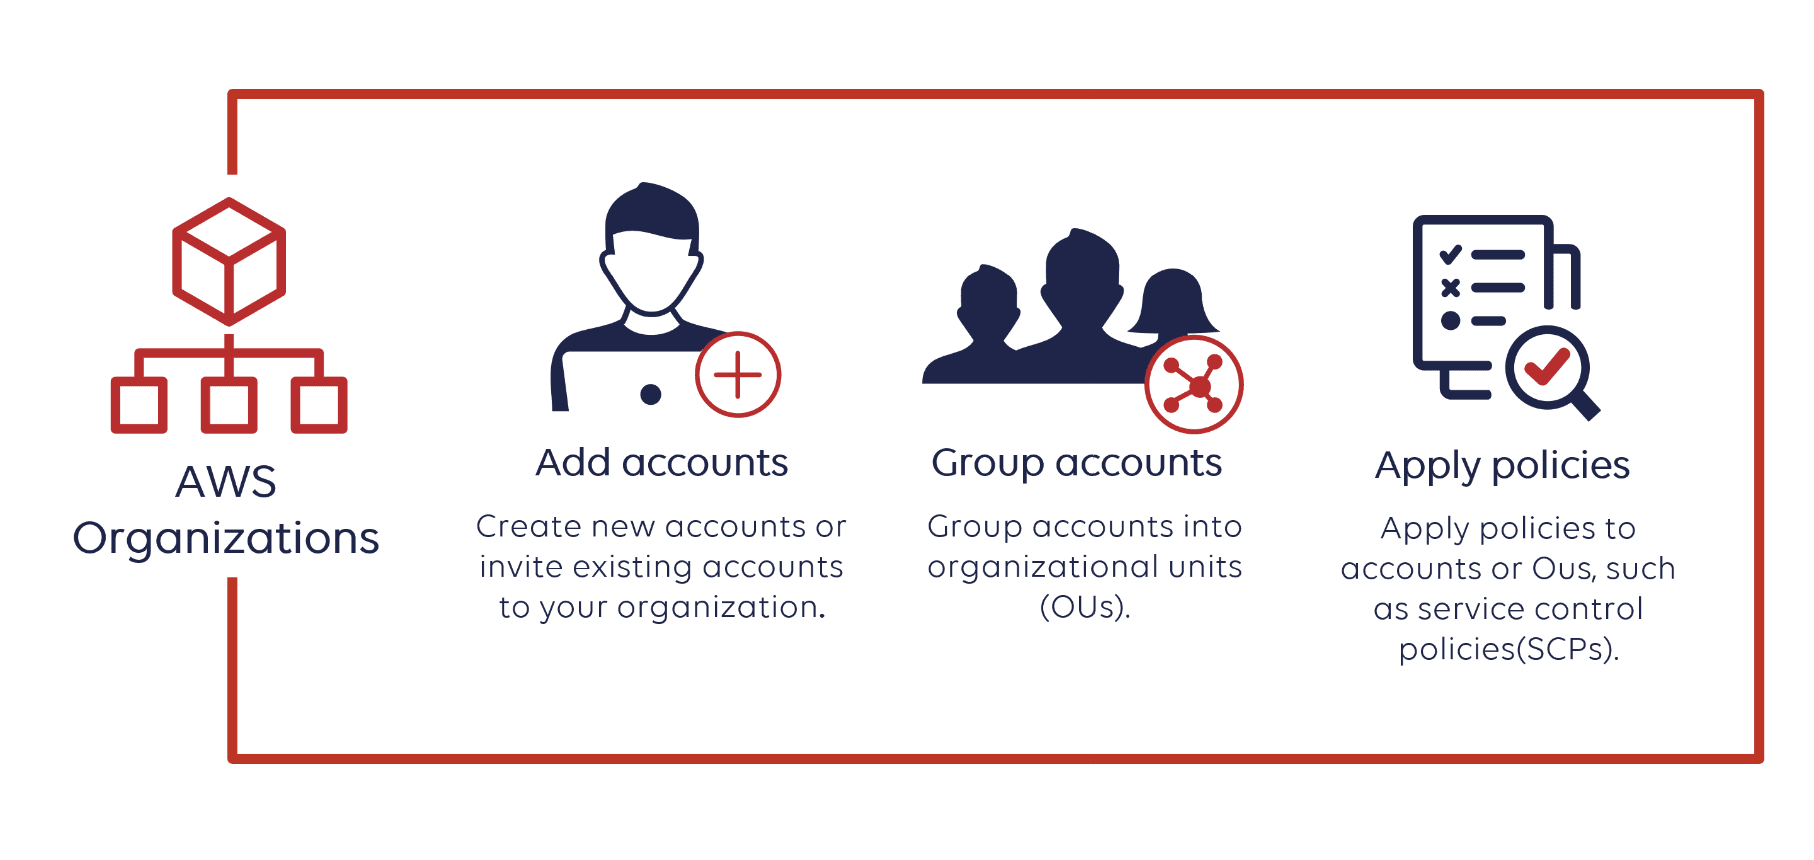 AWS
Organizations
Add accounts
Create new accounts or
invite existing accounts
to your organization.
Group accounts
Group accounts into
organizational units
(OUs).
Apply policies
Apply policies to
accounts or Ous, such
as service control
policies(SCPs).